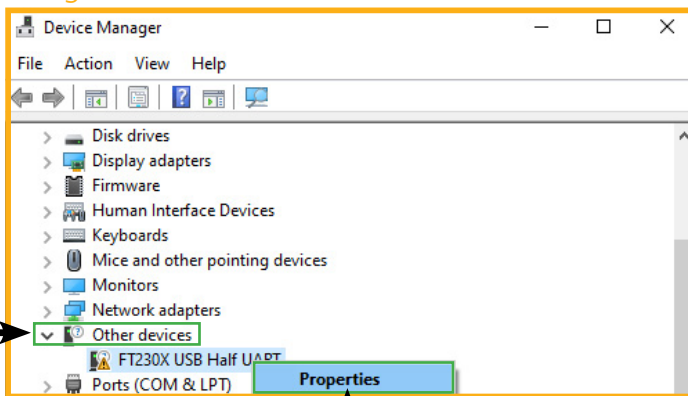 Device Manager
File Action View Help
Disk drives
Display adapters
Firmware
Human Interface Devices
Keyboards
Mice and other pointing devices
Monitors
Network adapters
Other devices
FT230X USB Half UART
Ports (COM & LPT)
Properties